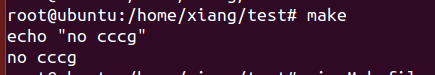 root@ubuntu:/home/xiang/test# make
echo "no cccg"
no cccg